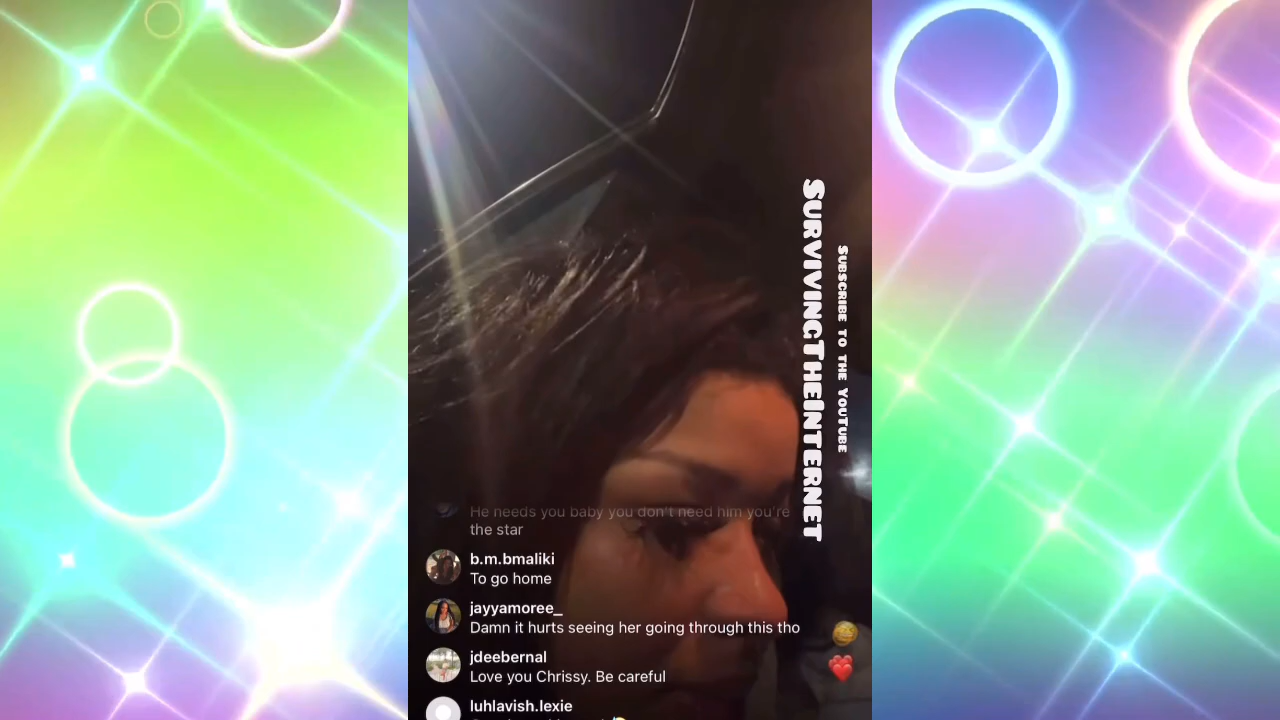 SURVIVINGTHEINTERNET
SUBSCRIBE TO THE YOUTUBE
He needs you baby you don't need him you're
the star
b.m.bmaliki
To go home
jayyamoree_
Damn it hurts seeing her going through this tho
jdeebernal
Love you Chrissy. Be careful
luhlavish.lexie